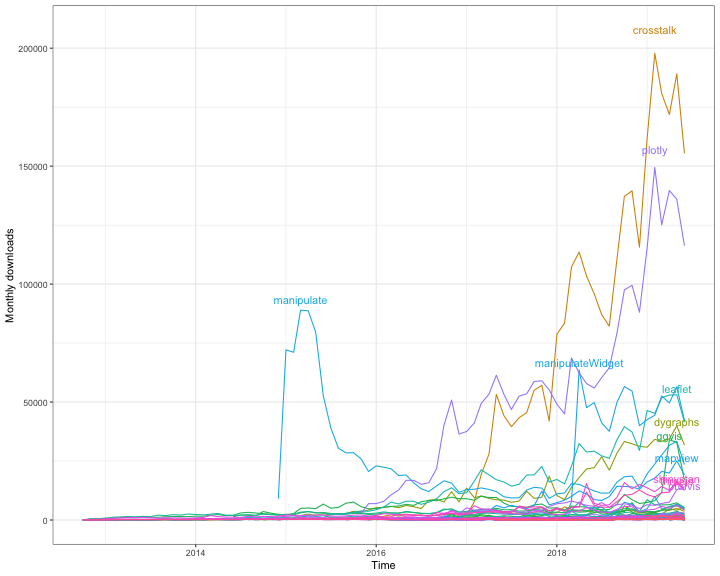 crosstalk
200000
plotly
150000
Monthly downloads
100000
manipulate
manipulateWidget
leaflet
50000
dygraphs
ggvis
mapview
shinystan
0
2014
2016
2018
Time